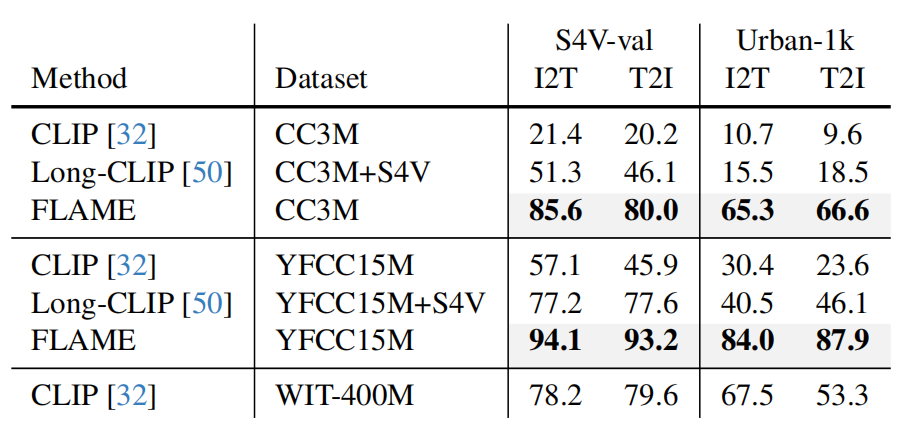 S4V-val Urban-1k
Method Dataset I2T T2I I2T T2I
CLIP [32] CC3M 21.4 20.2 10.7 9.6
Long-CLIP [50] CC3M+S4V 51.3 46.1 15.5 18.5
FLAME CC3M 85.6 80.0 65.3 66.6
CLIP [32] YFCC15M 57.1 45.9 30.4 23.6
Long-CLIP [50] YFCC15M+S4V 77.2 77.6 40.5 46.1
FLAME YFCC15M 94.1 93.2 84.0 87.9
CLIP [32] WIT-400M 78.2 79.6 67.5 53.3